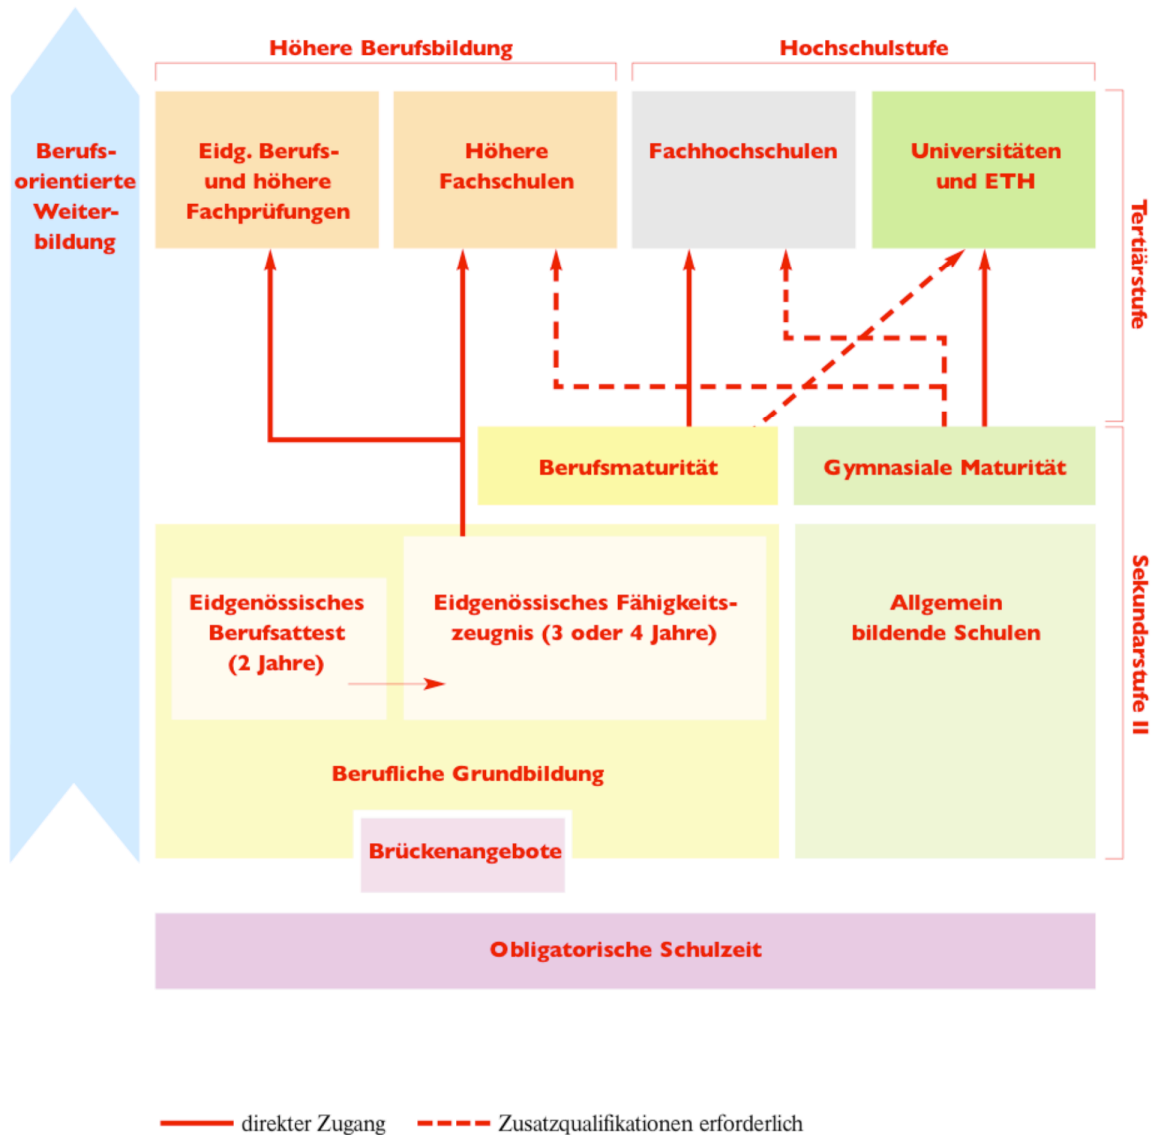 Höhere Berufsbildung
Hochschulstufe
Berufs-
orientierte
Weiter-
bildung
Eidg. Berufs-
und höhere
Fachprüfungen
Höhere
Fachschulen
Fachhochschulen
Universitäten
und ETH
Tertiärstufe
Berufsmaturität
Gymnasiale Maturität
Eidgenössisches
Berufsattest
(2 Jahre)
Eidgenössisches Fähigkeits-
zeugnis (3 oder 4 Jahre)
Allgemein
bildende Schulen
Sekundarstufe II
Berufliche Grundbildung
Brückenangebote
Obligatorische Schulzeit
direkter Zugang
Zusatzqualifikationen erforderlich